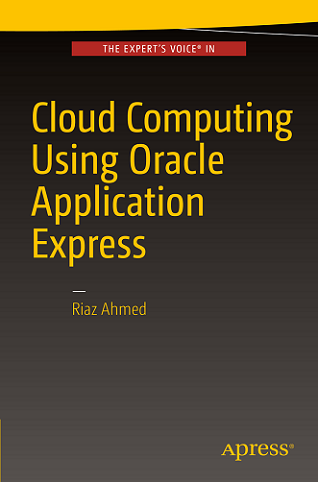 THE EXPERT'S VOICE® IN
Cloud Computing
Using Oracle
Application
Express
Riaz Ahmed
Apress®